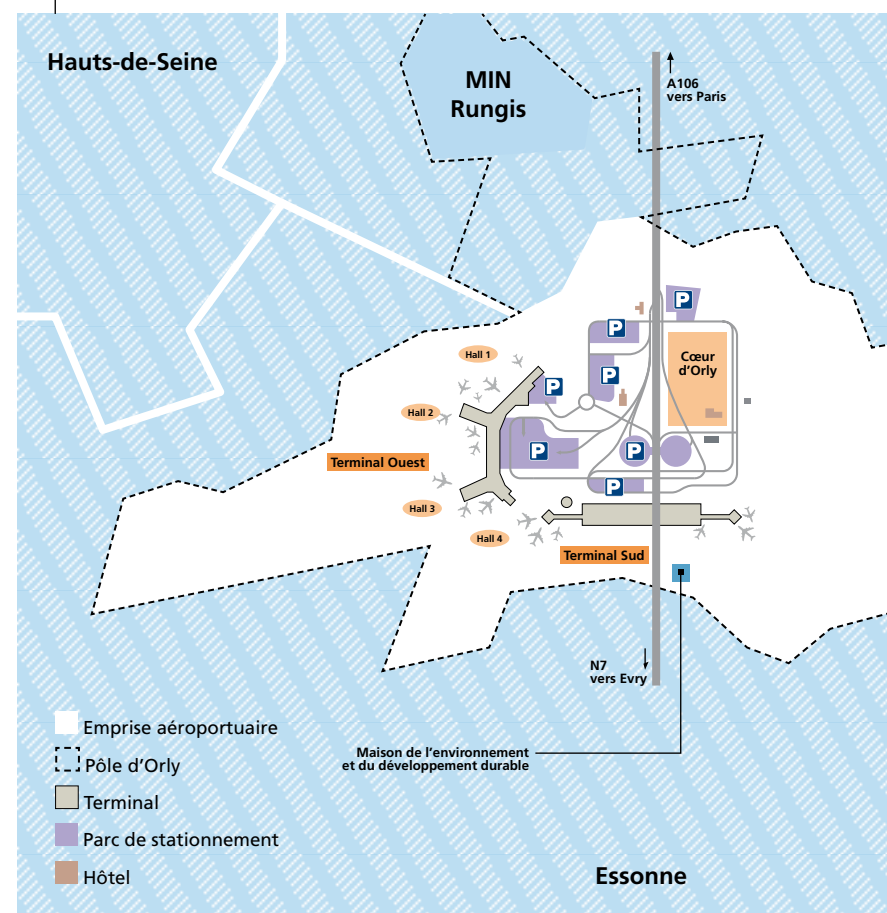 Hauts-de-Seine
MIN
Rungis
A106
vers Paris
P
P
P
P
Cœur
d'Orly
Hall 1
Hall 2
Terminal Ouest
P
P
P
Hall 3
Hall 4
Terminal Sud
N7
vers Evry
Maison de l'environnement
et du développement durable
Emprise aéroportuaire
Pôle d'Orly
Terminal
Parc de stationnement
Hôtel
Essonne